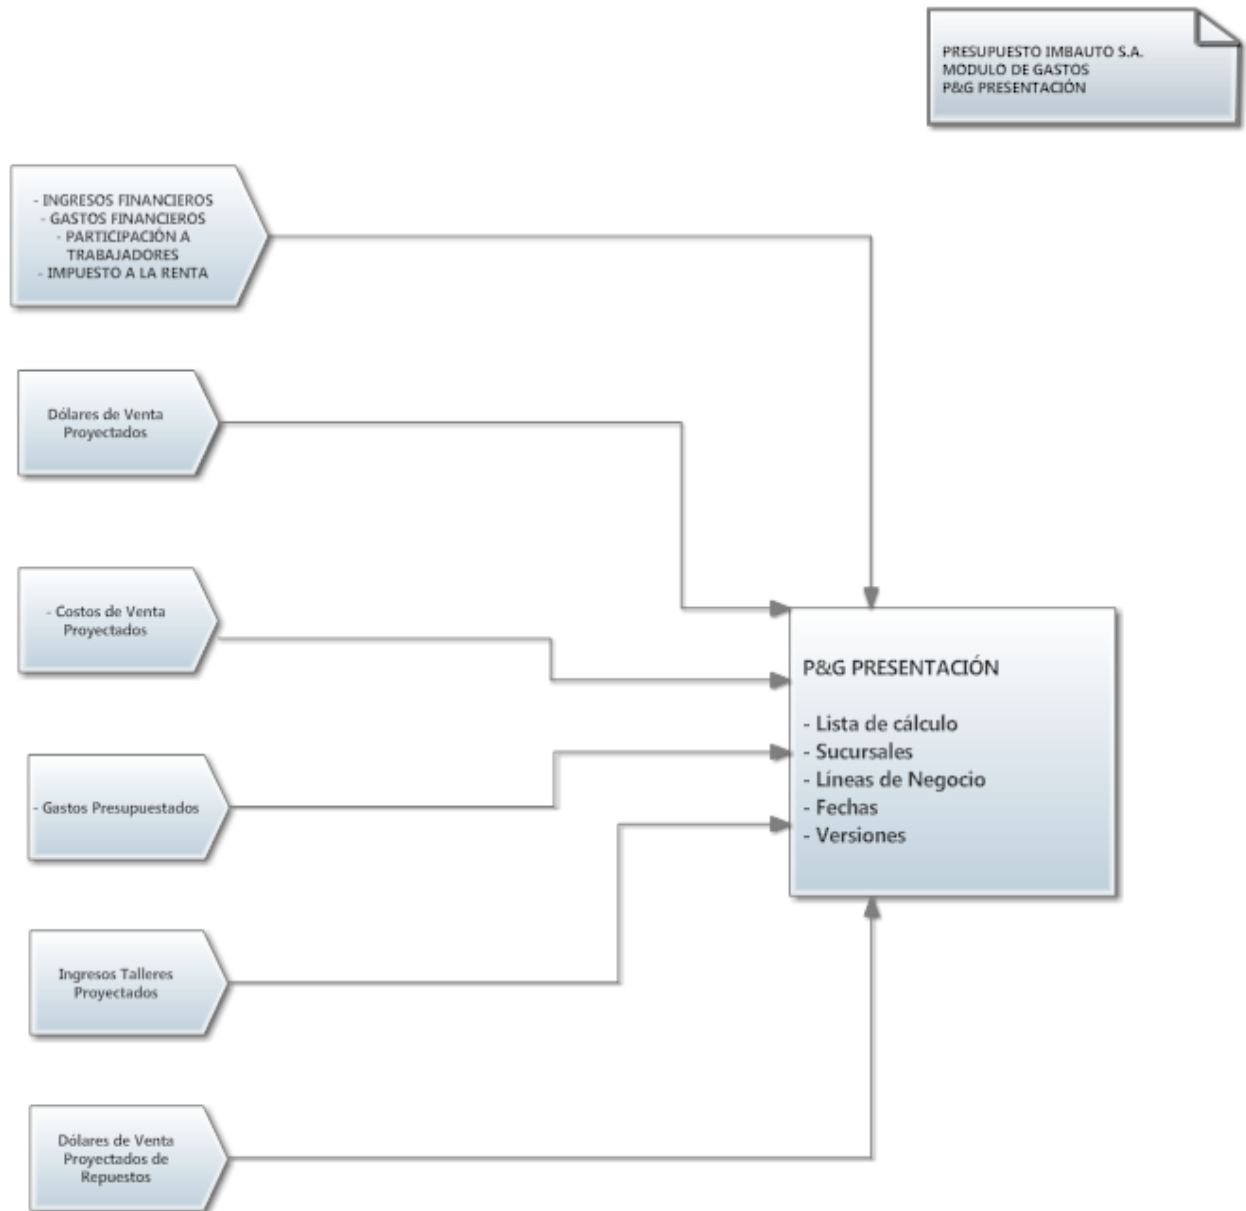 PRESUPUESTO IMBAUTO S.A.
MODULO DE GASTOS
P&G PRESENTACIÓN
- INGRESOS FINANCIEROS
- GASTOS FINANCIEROS
- PARTICIPACIÓN A
TRABAJADORES
- IMPUESTO A LA RENTA
Dólares de Venta
Proyectados
- Costos de Venta
Proyectados
- Gastos Presupuestados
Ingresos Talleres
Proyectados
Dólares de Venta
Proyectados de
Repuestos
P&G PRESENTACIÓN
- Lista de cálculo
- Sucursales
- Líneas de Negocio
- Fechas
- Versiones